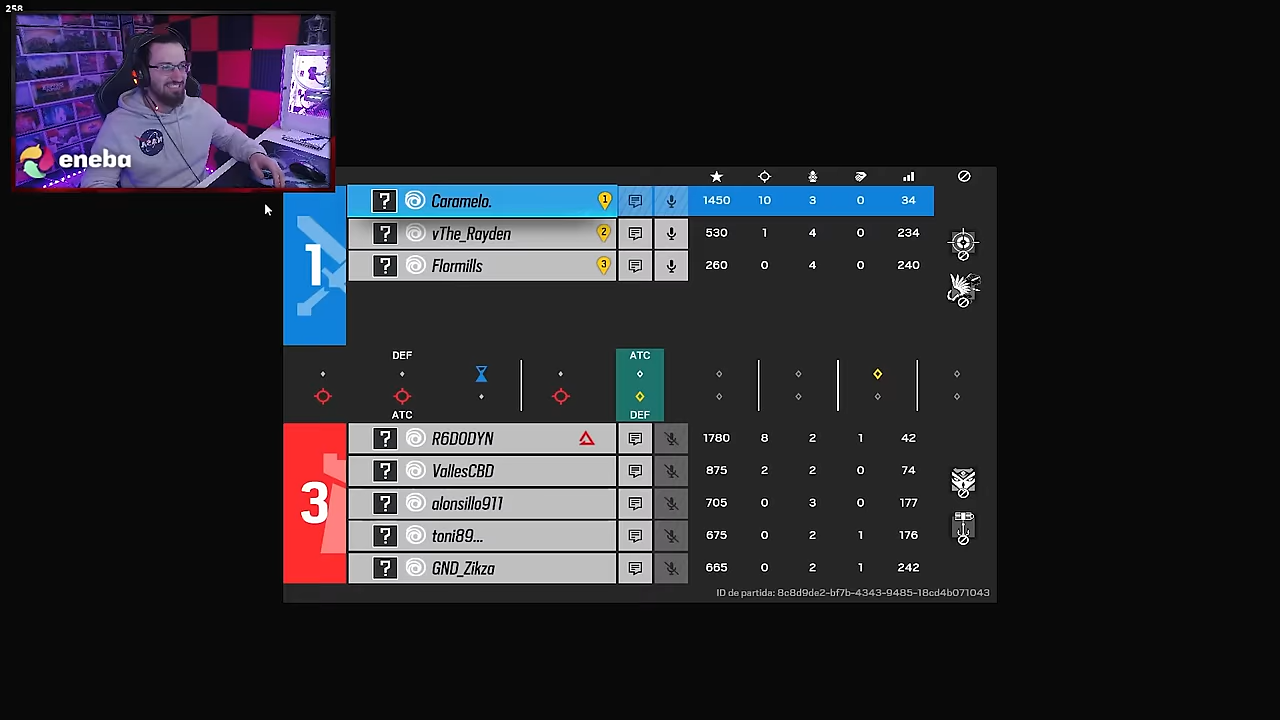 258
NASA
eneba
1
? Caramelo. 1 1450 10 3 0 34
? vThe_Rayden 2 530 1 4 0 234
? Flormills 3 260 0 4 0 240
DEF ATC
ATC DEF
3
? R6DODYN 1780 8 2 1 42
? VallesCBD 875 2 2 0 74
? alonsillo911 705 0 3 0 177
? toni89... 675 0 2 1 176
? GND_Zikza 665 0 2 1 242
ID de partida: 8c8d9de2-bf7b-4343-9485-18cd4b071043